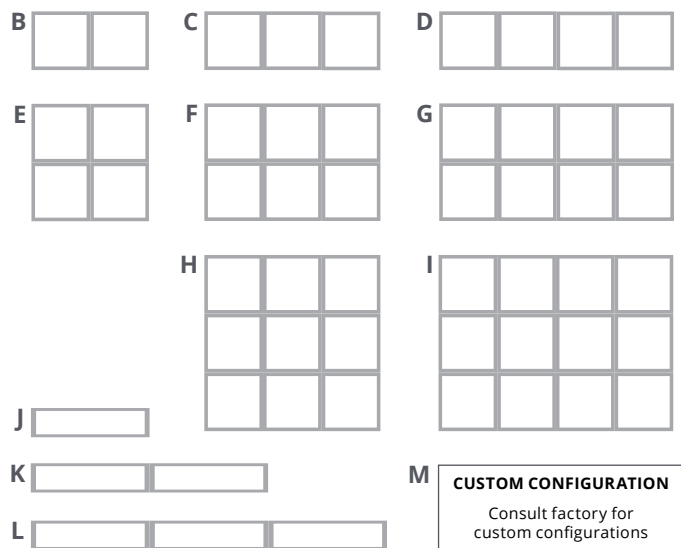 B
C
D
E
F
G
H
I
J
K
L
M
CUSTOM CONFIGURATION
Consult factory for
custom configurations